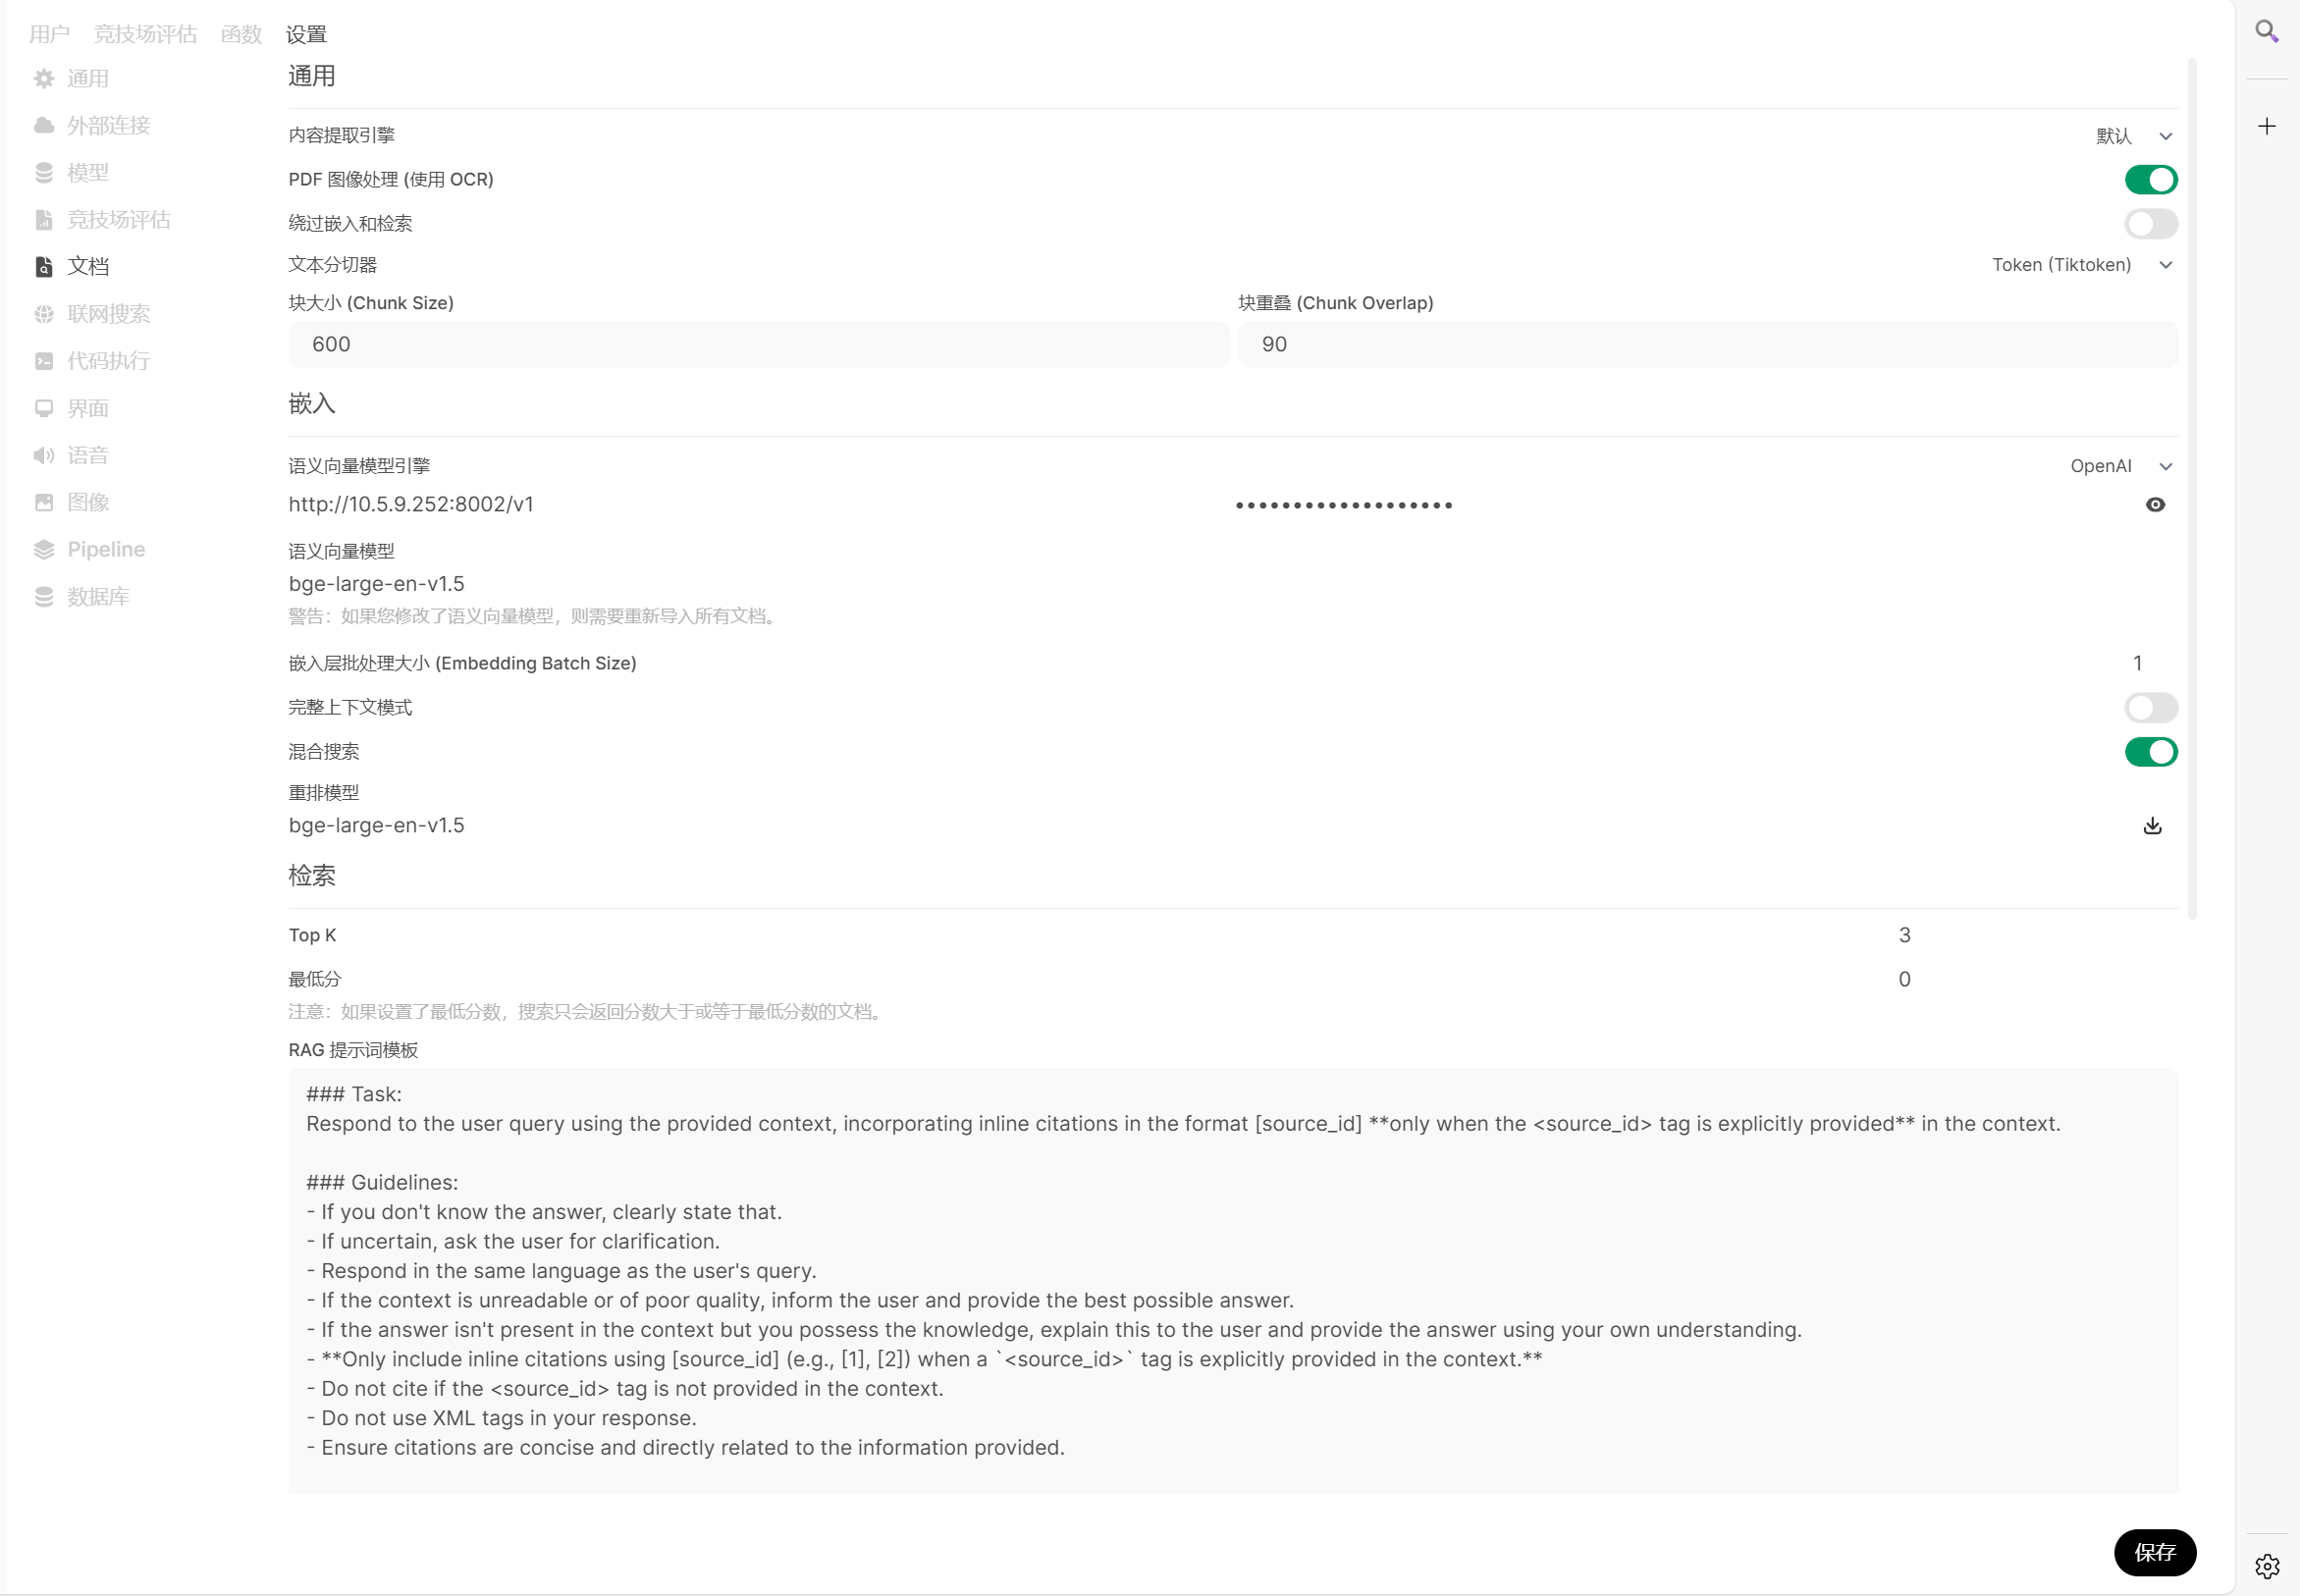 用户 竞技场评估 函数 设置
通用
外部连接
模型
竞技场评估
文档
联网搜索
代码执行
界面
语音
图像
Pipeline
数据库
通用
内容提取引擎 默认
PDF 图像处理 (使用 OCR)
绕过嵌入和检索
文本分切器 Token (Tiktoken)
块大小 (Chunk Size) 块重叠 (Chunk Overlap)
600 90
嵌入
语义向量模型引擎 OpenAI
http://10.5.9.252:8002/v1 •••••••••••••••••••
语义向量模型
bge-large-en-v1.5
警告：如果您修改了语义向量模型，则需要重新导入所有文档。
嵌入层批处理大小 (Embedding Batch Size) 1
完整上下文模式
混合搜索
重排模型
bge-large-en-v1.5
检索
Top K 3
最低分 0
注意：如果设置了最低分数，搜索只会返回分数大于或等于最低分数的文档。
RAG 提示词模板
### Task:
Respond to the user query using the provided context, incorporating inline citations in the format [source_id] **only when the <source_id> tag is explicitly provided** in the context.
### Guidelines:
- If you don't know the answer, clearly state that.
- If uncertain, ask the user for clarification.
- Respond in the same language as the user's query.
- If the context is unreadable or of poor quality, inform the user and provide the best possible answer.
- If the answer isn't present in the context but you possess the knowledge, explain this to the user and provide the answer using your own understanding.
- **Only include inline citations using [source_id] (e.g., [1], [2]) when a `<source_id>` tag is explicitly provided in the context.**
- Do not cite if the <source_id> tag is not provided in the context.
- Do not use XML tags in your response.
- Ensure citations are concise and directly related to the information provided.
保存